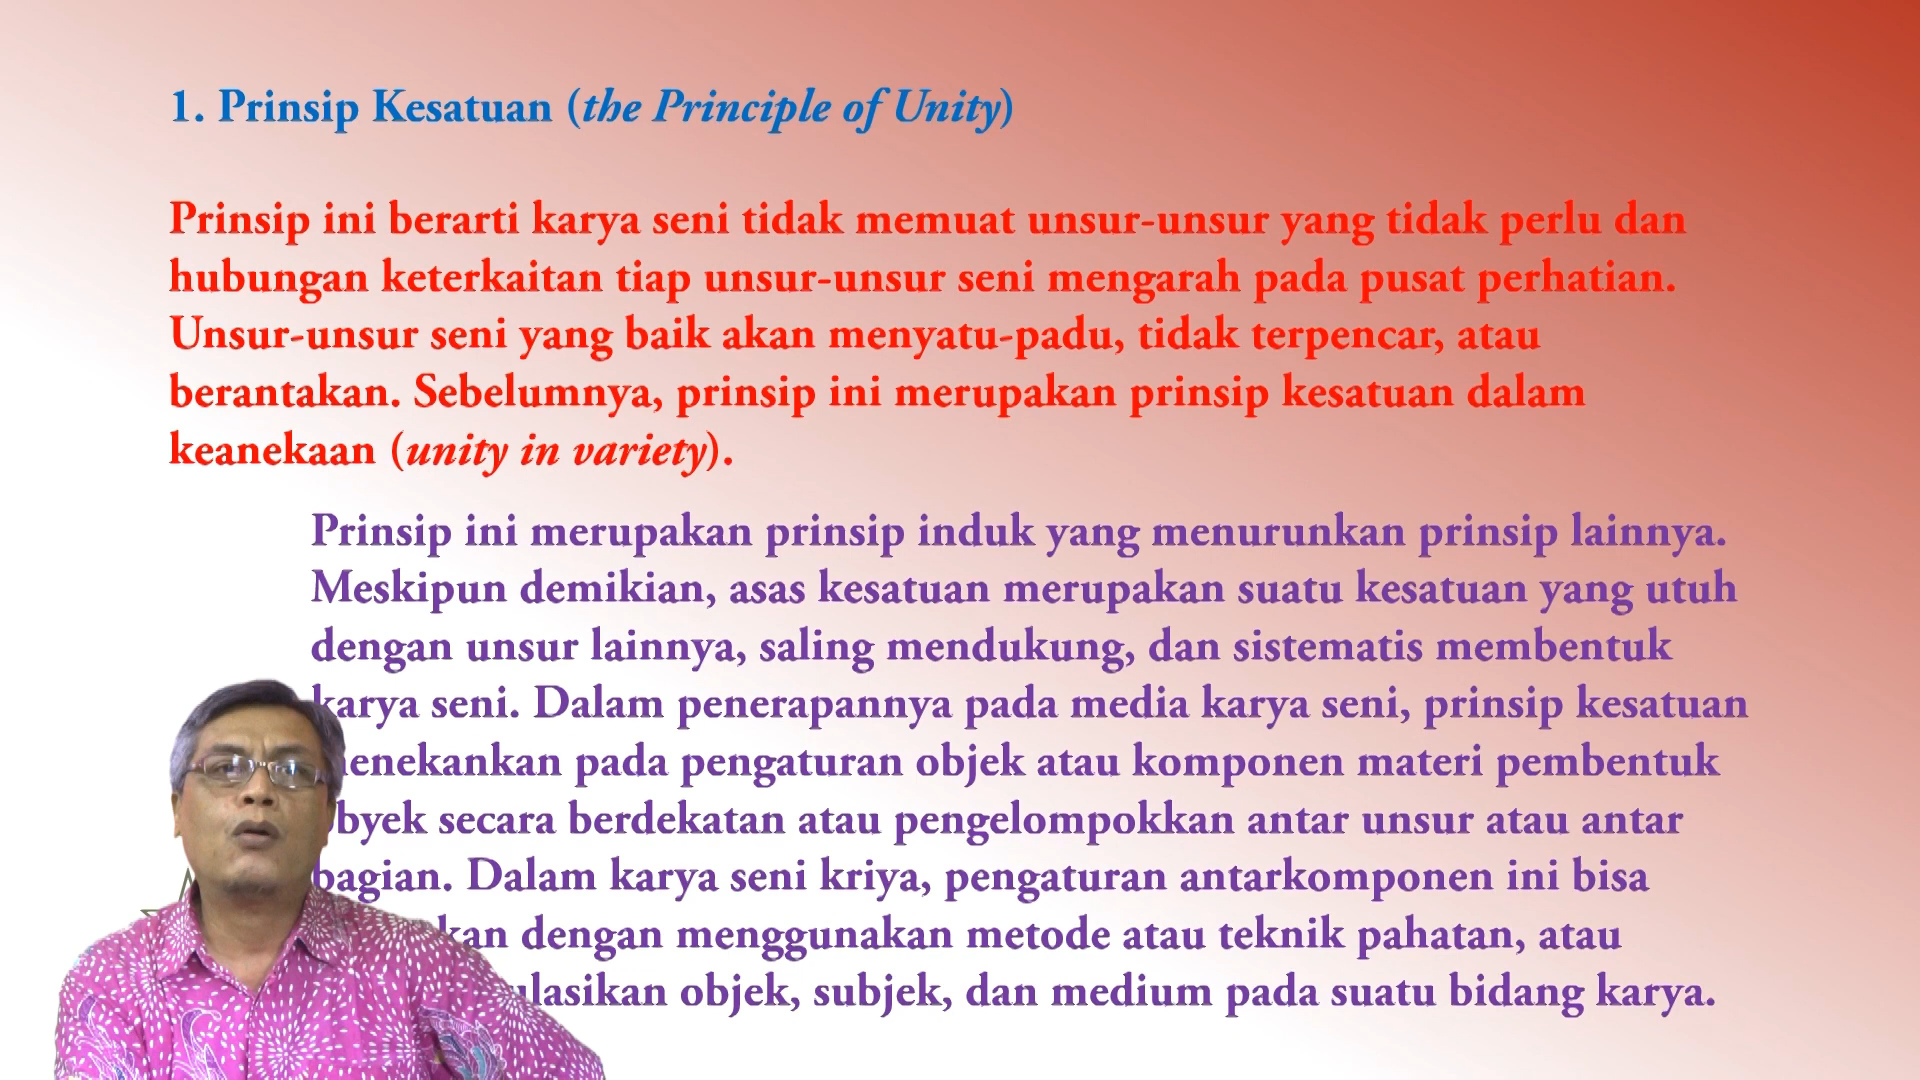 1. Prinsip Kesatuan (the Principle of Unity)
Prinsip ini berarti karya seni tidak memuat unsur-unsur yang tidak perlu dan
hubungan keterkaitan tiap unsur-unsur seni mengarah pada pusat perhatian.
Unsur-unsur seni yang baik akan menyatu-padu, tidak terpencar, atau
berantakan. Sebelumnya, prinsip ini merupakan prinsip kesatuan dalam
keanekaan (unity in variety).
Prinsip ini merupakan prinsip induk yang menurunkan prinsip lainnya.
Meskipun demikian, asas kesatuan merupakan suatu kesatuan yang utuh
dengan unsur lainnya, saling mendukung, dan sistematis membentuk
karya seni. Dalam penerapannya pada media karya seni, prinsip kesatuan
enekankan pada pengaturan objek atau komponen materi pembentuk
byek secara berdekatan atau pengelompokkan antar unsur atau antar
bagian. Dalam karya seni kriya, pengaturan antarkomponen ini bisa
kan dengan menggunakan metode atau teknik pahatan, atau
ulasikan objek, subjek, dan medium pada suatu bidang karya.